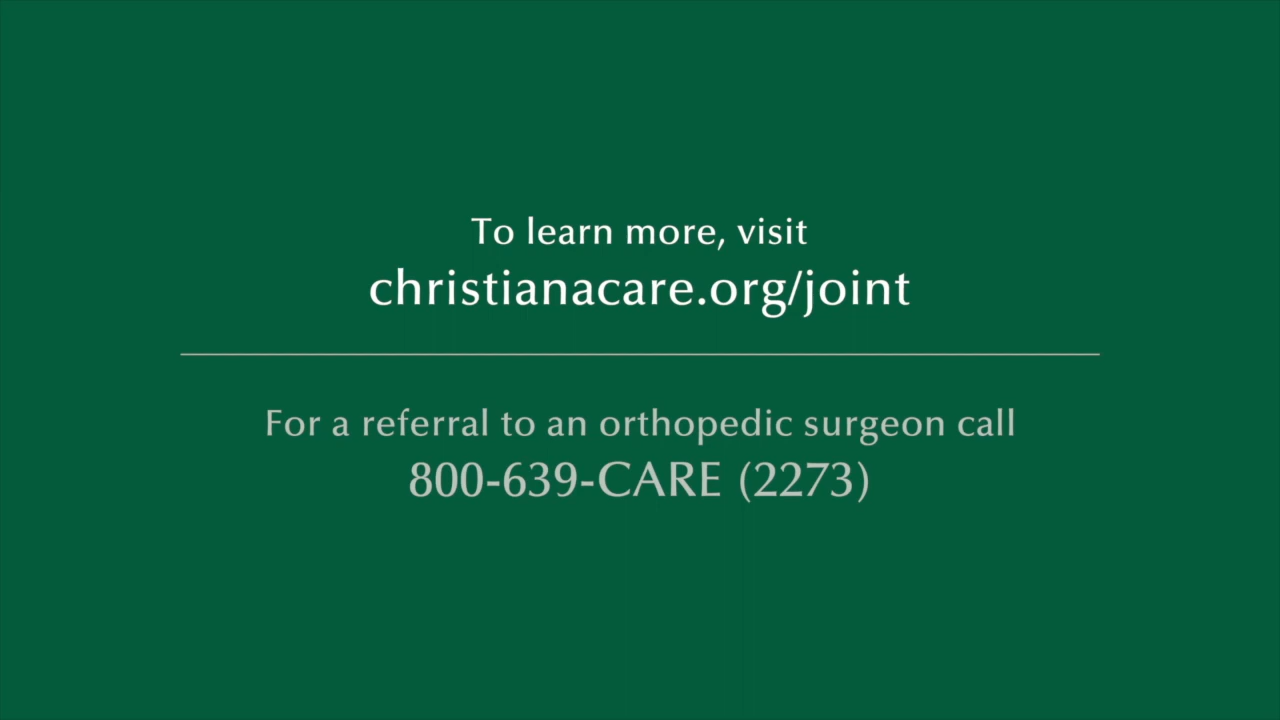 To learn more, visit
christianacare.org/joint
For a referral to an orthopedic surgeon call
800-639-CARE (2273)